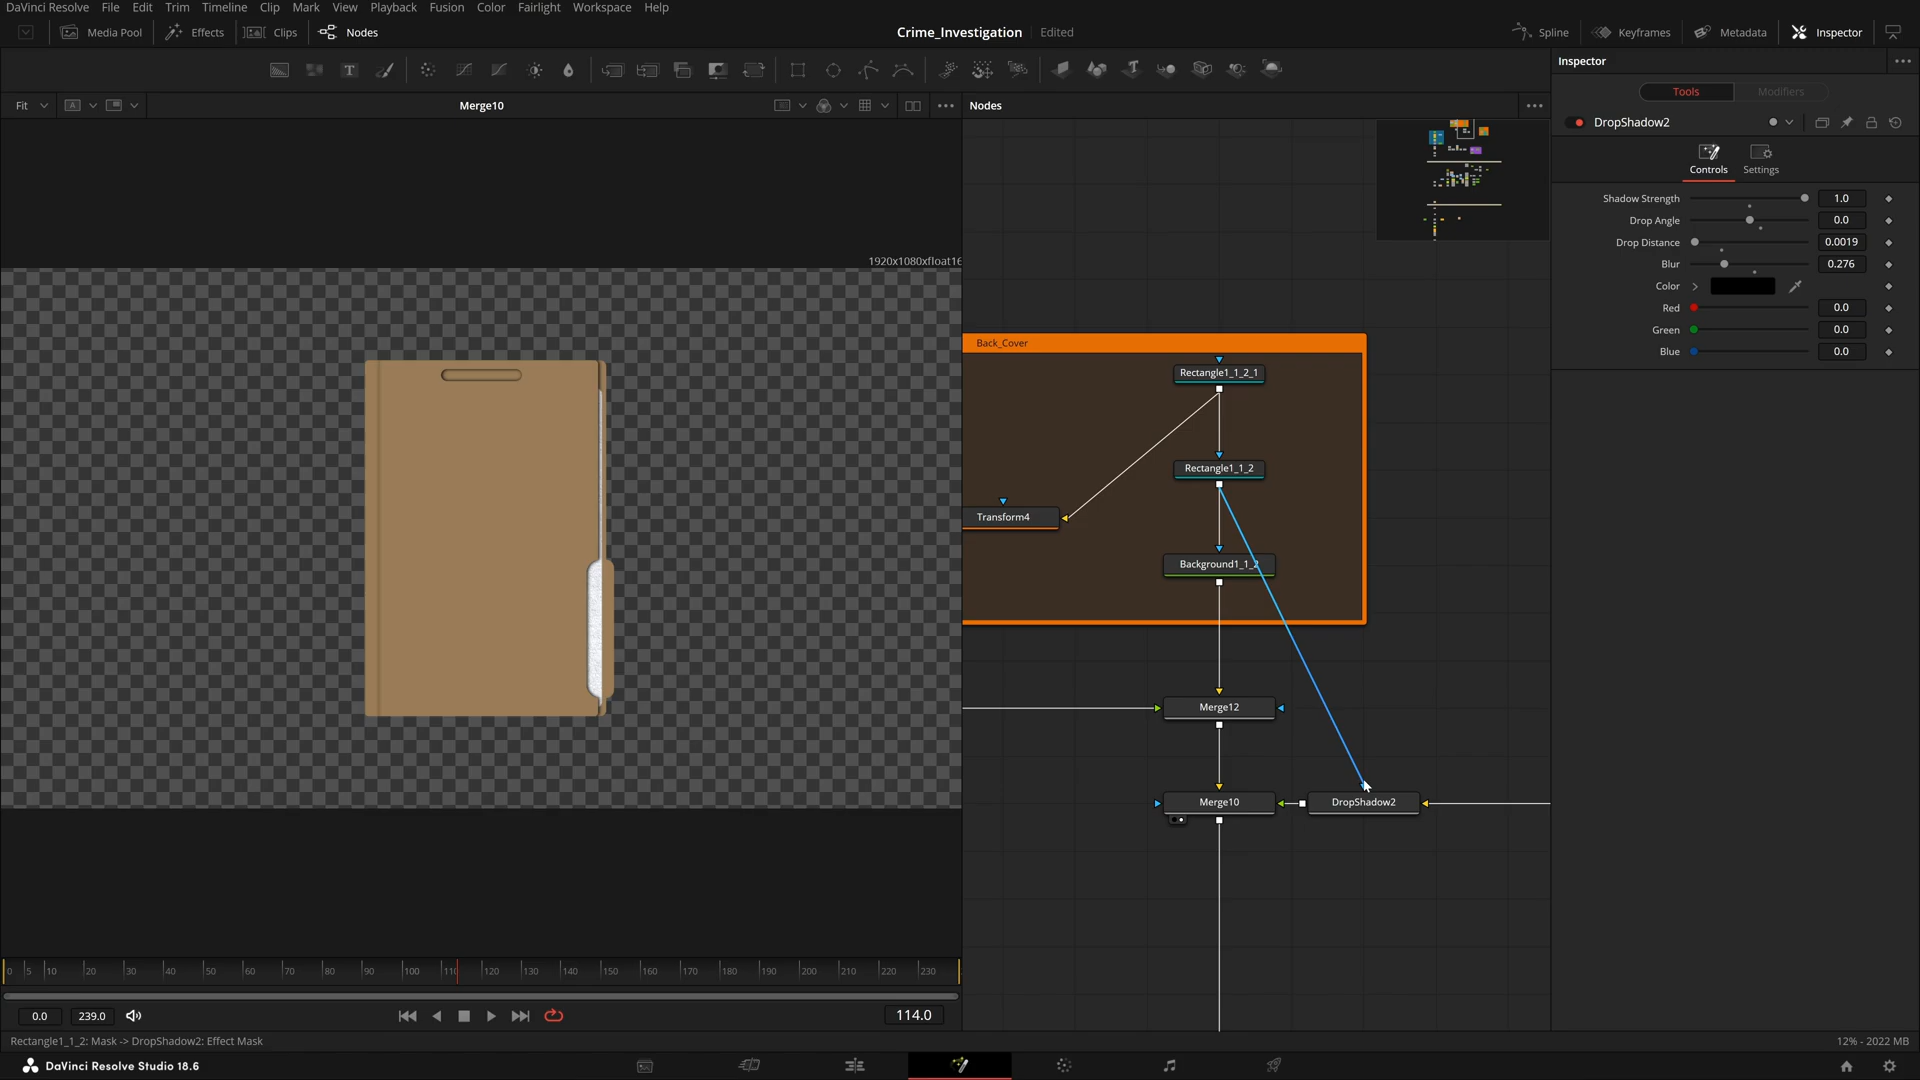 DaVinci Resolve File Edit Trim Timeline Clip Mark View Playback Fusion Color Fairlight Workspace Help
Media Pool Effects Clips Nodes Crime_Investigation Edited Spline Keyframes Metadata Inspector
Inspector
Fit A Merge10 Nodes
Tools Modifiers
DropShadow2
Controls Settings
Shadow Strength 1.0
Drop Angle 0.0
Drop Distance 0.0019
Blur 0.276
Color
Red 0.0
Green 0.0
Blue 0.0
1920x1080xfloat16
Back_Cover
Rectangle1_1_2_1
Rectangle1_1_2
Transform4
Background1_1_2
Merge12
Merge10 DropShadow2
0 5 10 20 30 40 50 60 70 80 90 100 110 120 130 140 150 160 170 180 190 200 210 220 230
0.0 239.0 114.0
Rectangle1_1_2: Mask -> DropShadow2: Effect Mask 12% - 2022 MB
DaVinci Resolve Studio 18.6